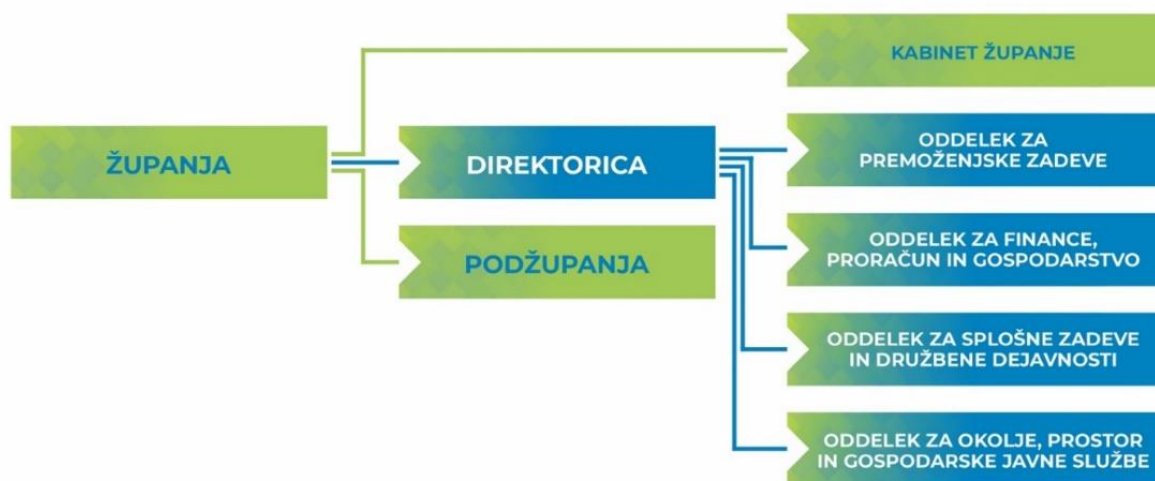 KABINET ŽUPANJE
ŽUPANJA
DIREKTORICA
PODŽUPANJA
ODDELEK ZA
PREMOŽENJSKE ZADEVE
ODDELEK ZA FINANCE,
PRORAČUN IN GOSPODARSTVO
ODDELEK ZA SPLOŠNE ZADEVE
IN DRUŽBENE DEJAVNOSTI
ODDELEK ZA OKOLJE, PROSTOR
IN GOSPODARSKE JAVNE SLUŽBE